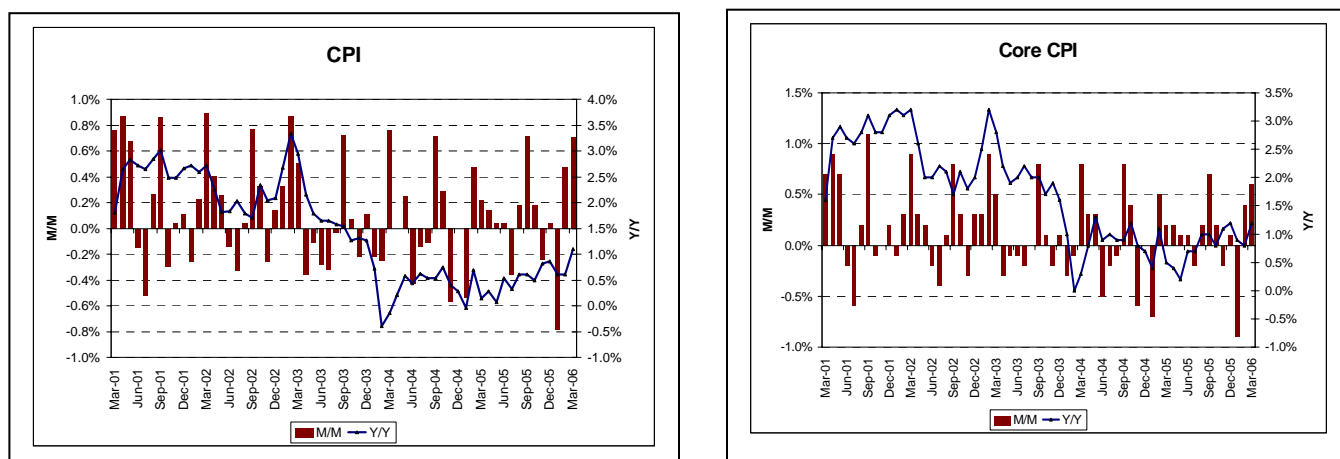 CPI
1.0%
0.8%
0.6%
0.4%
0.2%
0.0%
-0.2%
-0.4%
-0.6%
-0.8%
-1.0%
M/M
4.0%
3.5%
3.0%
2.5%
2.0%
1.5%
1.0%
0.5%
0.0%
-0.5%
-1.0%
Y/Y
Mar-01
Jun-01
Sep-01
Dec-01
Mar-02
Jun-02
Sep-02
Dec-02
Mar-03
Jun-03
Sep-03
Dec-03
Mar-04
Jun-04
Sep-04
Dec-04
Mar-05
Jun-05
Sep-05
Dec-05
Mar-06
M/M Y/Y
Core CPI
1.5%
1.0%
0.5%
0.0%
-0.5%
-1.0%
M/M
3.5%
3.0%
2.5%
2.0%
1.5%
1.0%
0.5%
0.0%
-0.5%
-1.0%
Y/Y
Mar-01
Jun-01
Sep-01
Dec-01
Mar-02
Jun-02
Sep-02
Dec-02
Mar-03
Jun-03
Sep-03
Dec-03
Mar-04
Jun-04
Sep-04
Dec-04
Mar-05
Jun-05
Sep-05
Dec-05
Mar-06
M/M Y/Y